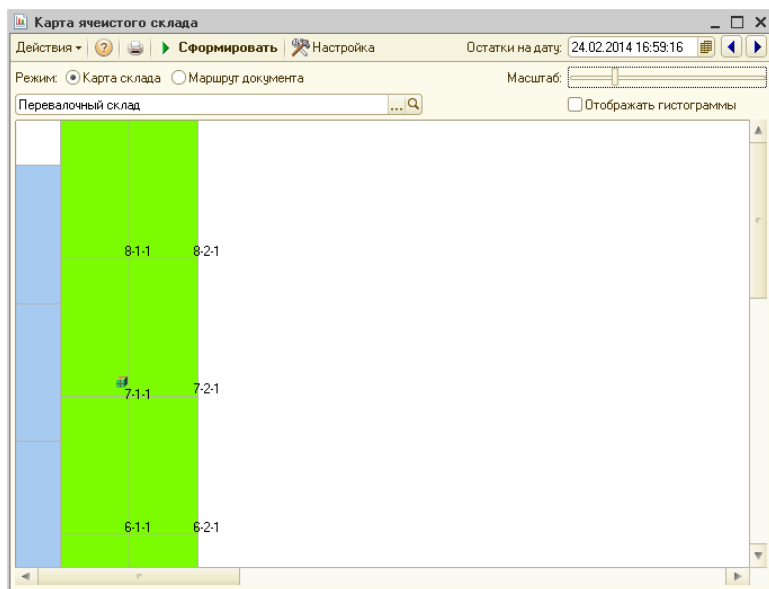 Карта ячеистого склада
Действия Сформировать Настройка Остатки на дату: 24.02.2014 16:59:16
Режим: Карта склада Маршрут документа Масштаб:
Перевалочный склад ... Отображать гистограммы
8-1-1 8-2-1
7-1-1 7-2-1
6-1-1 6-2-1